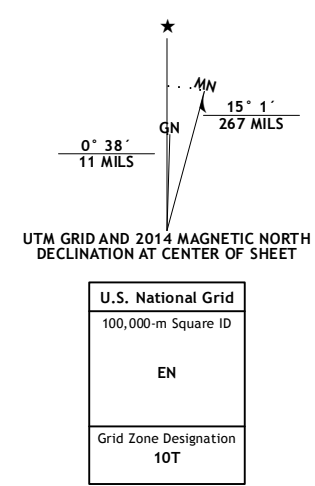 MN
GN
15° 1´
267 MILS
0° 38´
11 MILS
UTM GRID AND 2014 MAGNETIC NORTH
DECLINATION AT CENTER OF SHEET
U.S. National Grid
100,000-m Square ID
EN
Grid Zone Designation
10T